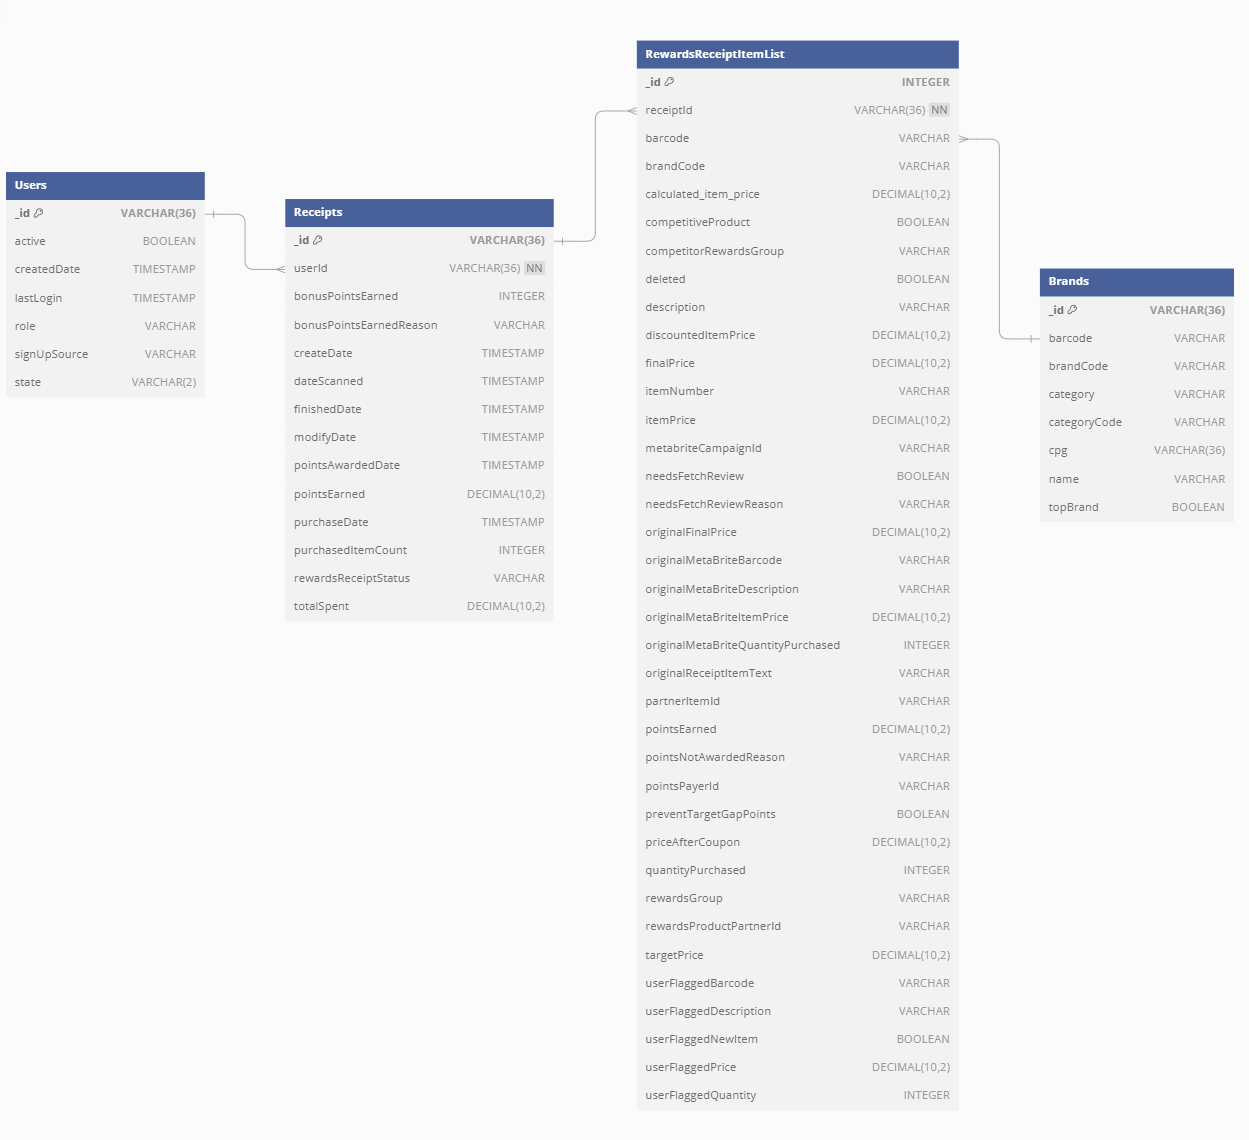 Users
_id VARCHAR(36)
active BOOLEAN
createdDate TIMESTAMP
lastLogin TIMESTAMP
role VARCHAR
signUpSource VARCHAR
state VARCHAR(2)
Receipts
_id VARCHAR(36)
userId VARCHAR(36) NN
bonusPointsEarned INTEGER
bonusPointsEarnedReason VARCHAR
createDate TIMESTAMP
dateScanned TIMESTAMP
finishedDate TIMESTAMP
modifyDate TIMESTAMP
pointsAwardedDate TIMESTAMP
pointsEarned DECIMAL(10,2)
purchaseDate TIMESTAMP
purchasedItemCount INTEGER
rewardsReceiptStatus VARCHAR
totalSpent DECIMAL(10,2)
RewardsReceiptItemList
_id INTEGER
receiptId VARCHAR(36) NN
barcode VARCHAR
brandCode VARCHAR
calculated_item_price DECIMAL(10,2)
competitiveProduct BOOLEAN
competitorRewardsGroup VARCHAR
deleted BOOLEAN
description VARCHAR
discountedItemPrice DECIMAL(10,2)
finalPrice DECIMAL(10,2)
itemNumber VARCHAR
itemPrice DECIMAL(10,2)
metabriteCampaignId VARCHAR
needsFetchReview BOOLEAN
needsFetchReviewReason VARCHAR
originalFinalPrice DECIMAL(10,2)
originalMetaBriteBarcode VARCHAR
originalMetaBriteDescription VARCHAR
originalMetaBriteItemPrice DECIMAL(10,2)
originalMetaBriteQuantityPurchased INTEGER
originalReceiptItemText VARCHAR
partnerItemId VARCHAR
pointsEarned DECIMAL(10,2)
pointsNotAwardedReason VARCHAR
pointsPayerId VARCHAR
preventTargetGapPoints BOOLEAN
priceAfterCoupon DECIMAL(10,2)
quantityPurchased INTEGER
rewardsGroup VARCHAR
rewardsProductPartnerId VARCHAR
targetPrice DECIMAL(10,2)
userFlaggedBarcode VARCHAR
userFlaggedDescription VARCHAR
userFlaggedNewItem BOOLEAN
userFlaggedPrice DECIMAL(10,2)
userFlaggedQuantity INTEGER
Brands
_id VARCHAR(36)
barcode VARCHAR
brandCode VARCHAR
category VARCHAR
categoryCode VARCHAR
cpg VARCHAR(36)
name VARCHAR
topBrand BOOLEAN